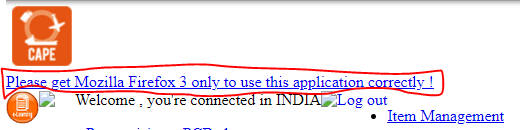 CAPE
Please get Mozilla Firefox 3 only to use this application correctly !
e-Learning
Welcome , you're connected in INDIA Log out
Item Management